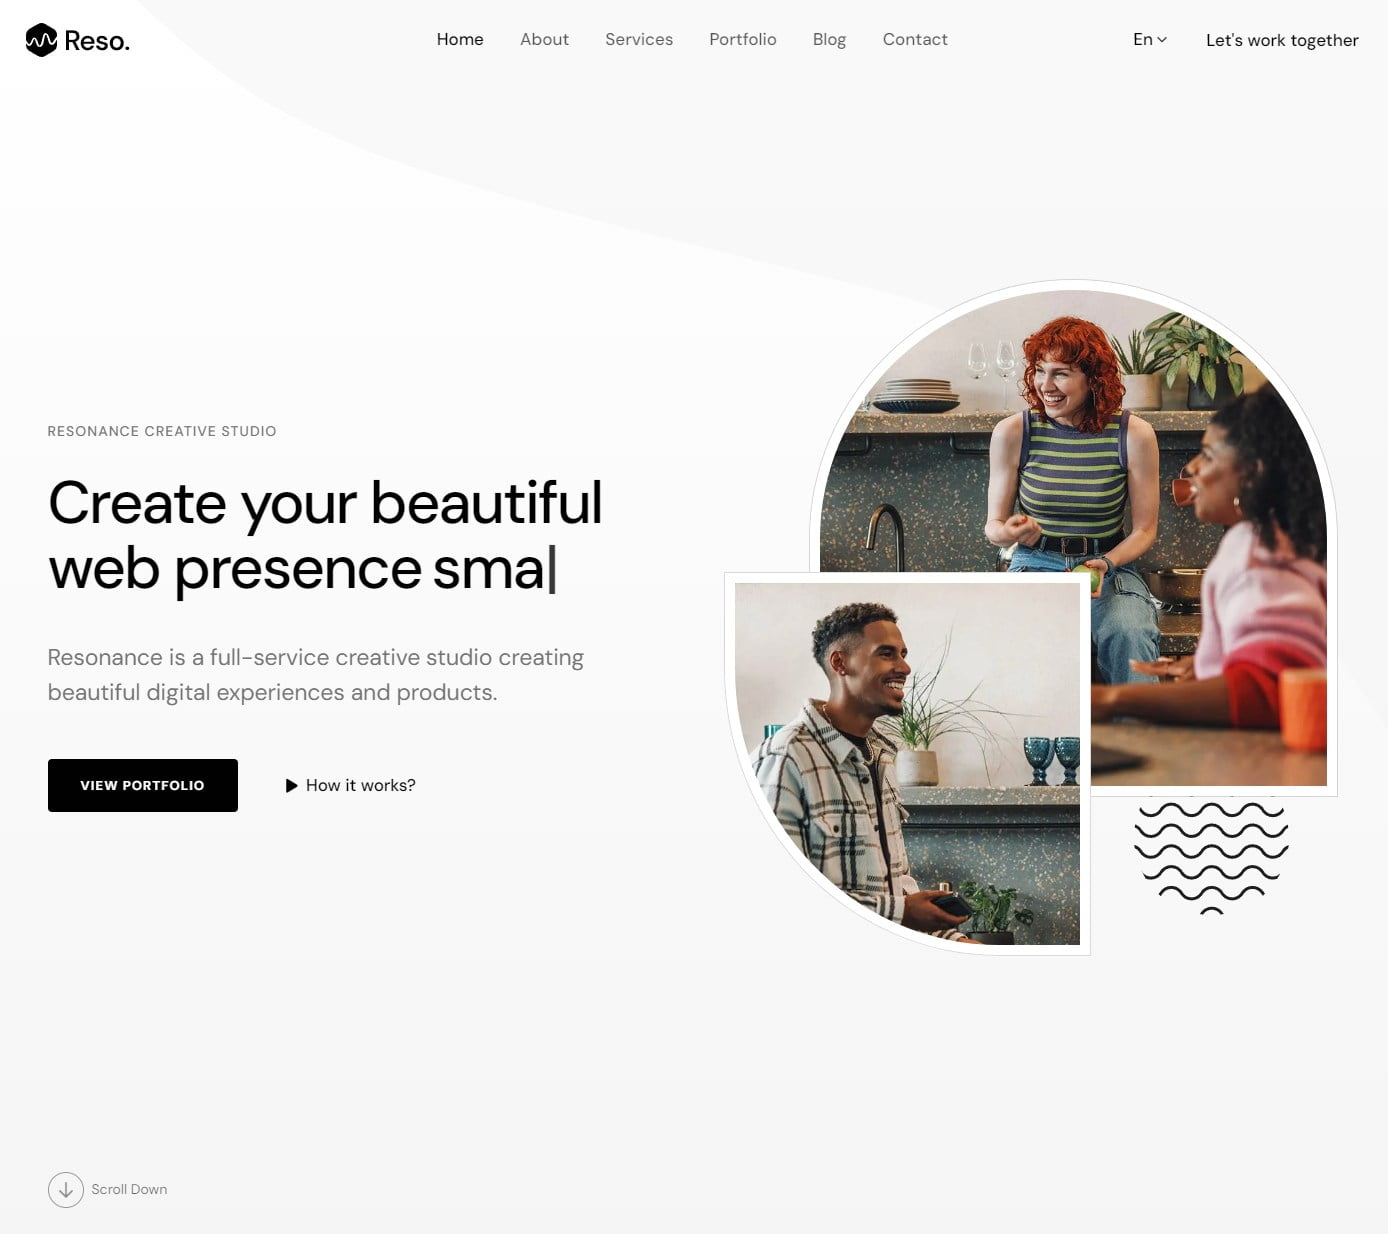 Reso.
Home
About
Services
Portfolio
Blog
Contact
En
Let's work together
RESONANCE CREATIVE STUDIO
Create your beautiful
web presence sma
Resonance is a full-service creative studio creating
beautiful digital experiences and products.
VIEW PORTFOLIO
How it works?
Scroll Down